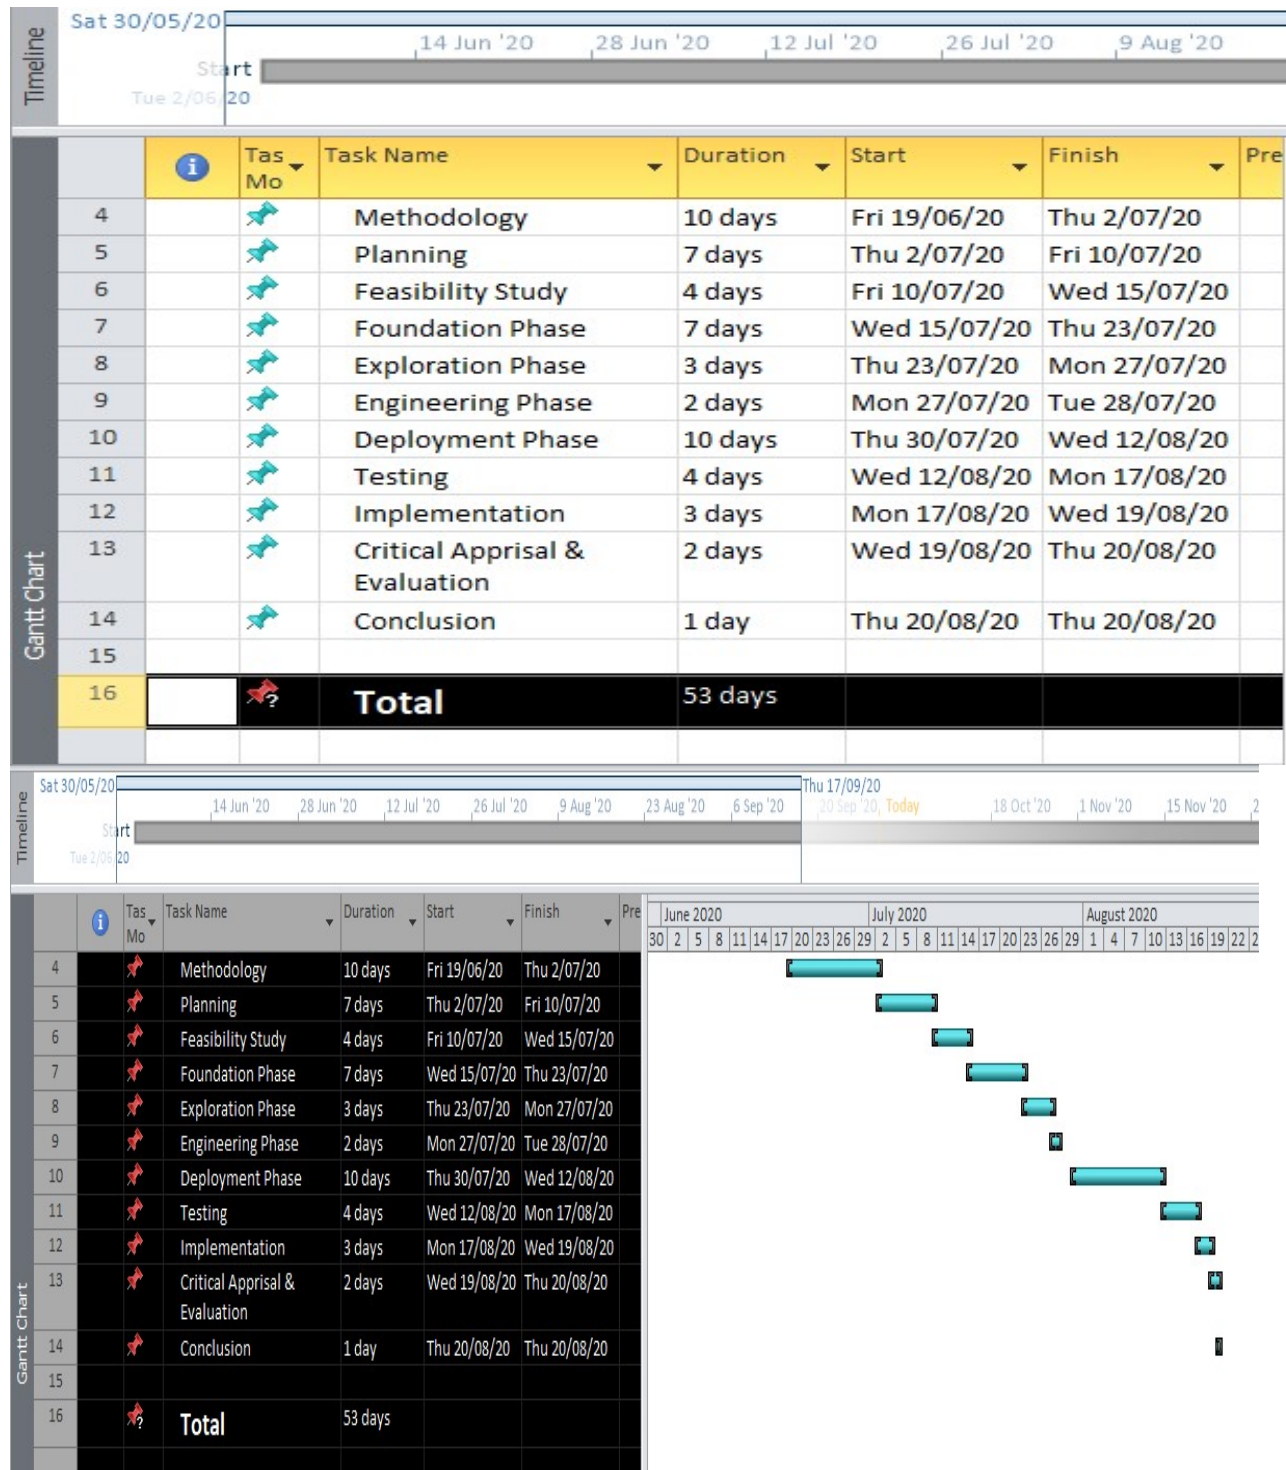 Timeline
Sat 30/05/20
14 Jun '20 28 Jun '20 12 Jul '20 26 Jul '20 9 Aug '20
Start
Tue 2/06/20
Gantt Chart
i Tas Mo Task Name Duration Start Finish Pre
4 Methodology 10 days Fri 19/06/20 Thu 2/07/20
5 Planning 7 days Thu 2/07/20 Fri 10/07/20
6 Feasibility Study 4 days Fri 10/07/20 Wed 15/07/20
7 Foundation Phase 7 days Wed 15/07/20 Thu 23/07/20
8 Exploration Phase 3 days Thu 23/07/20 Mon 27/07/20
9 Engineering Phase 2 days Mon 27/07/20 Tue 28/07/20
10 Deployment Phase 10 days Thu 30/07/20 Wed 12/08/20
11 Testing 4 days Wed 12/08/20 Mon 17/08/20
12 Implementation 3 days Mon 17/08/20 Wed 19/08/20
13 Critical Apprisal & 2 days Wed 19/08/20 Thu 20/08/20
Evaluation
14 Conclusion 1 day Thu 20/08/20 Thu 20/08/20
15
16 ? Total 53 days
Timeline
Sat 30/05/20 Thu 17/09/20
14 Jun '20 28 Jun '20 12 Jul '20 26 Jul '20 9 Aug '20 23 Aug '20 6 Sep '20 20 Sep '20, Today 18 Oct '20 1 Nov '20 15 Nov '20 2
Start
Tue 2/06/20
Gantt Chart
i Tas Mo Task Name Duration Start Finish Pre June 2020 July 2020 August 2020
30 2 5 8 11 14 17 20 23 26 29 2 5 8 11 14 17 20 23 26 29 1 4 7 10 13 16 19 22 2
4 Methodology 10 days Fri 19/06/20 Thu 2/07/20
5 Planning 7 days Thu 2/07/20 Fri 10/07/20
6 Feasibility Study 4 days Fri 10/07/20 Wed 15/07/20
7 Foundation Phase 7 days Wed 15/07/20 Thu 23/07/20
8 Exploration Phase 3 days Thu 23/07/20 Mon 27/07/20
9 Engineering Phase 2 days Mon 27/07/20 Tue 28/07/20
10 Deployment Phase 10 days Thu 30/07/20 Wed 12/08/20
11 Testing 4 days Wed 12/08/20 Mon 17/08/20
12 Implementation 3 days Mon 17/08/20 Wed 19/08/20
13 Critical Apprisal & 2 days Wed 19/08/20 Thu 20/08/20
Evaluation
14 Conclusion 1 day Thu 20/08/20 Thu 20/08/20
15
16 ? Total 53 days